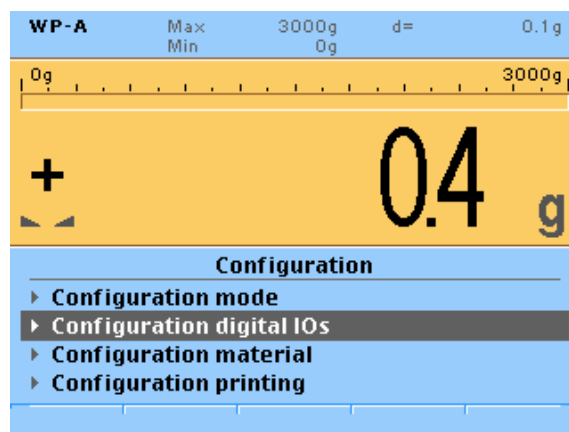 WP-A Max 3000g d= 0.1g
Min 0g
0g 3000g
+ 0.4 g
Configuration
Configuration mode
Configuration digital IOs
Configuration material
Configuration printing